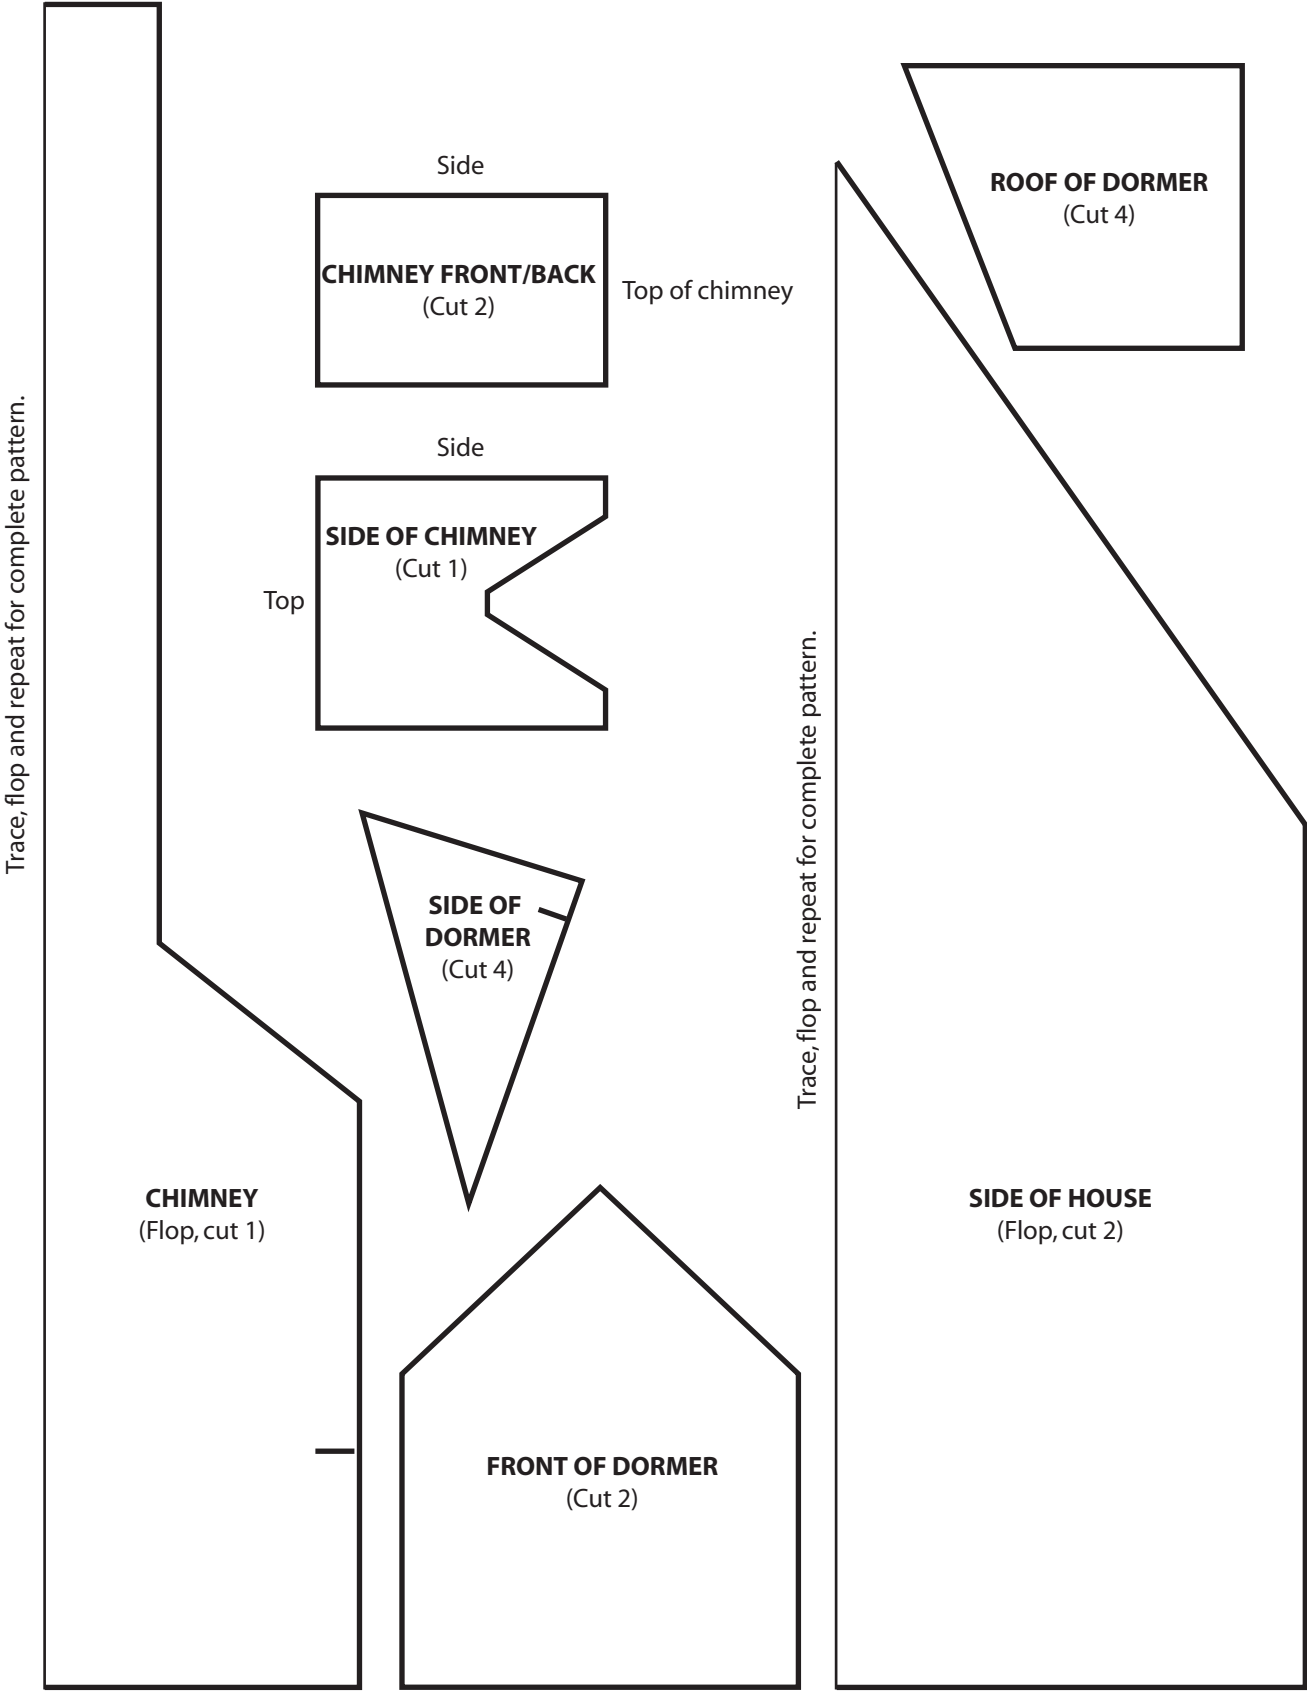 Trace, flop and repeat for complete pattern.
CHIMNEY
(Flop, cut 1)
Side
CHIMNEY FRONT/BACK
(Cut 2)
Top of chimney
Side
SIDE OF CHIMNEY
(Cut 1)
Top
SIDE OF
DORMER
(Cut 4)
FRONT OF DORMER
(Cut 2)
ROOF OF DORMER
(Cut 4)
Trace, flop and repeat for complete pattern.
SIDE OF HOUSE
(Flop, cut 2)